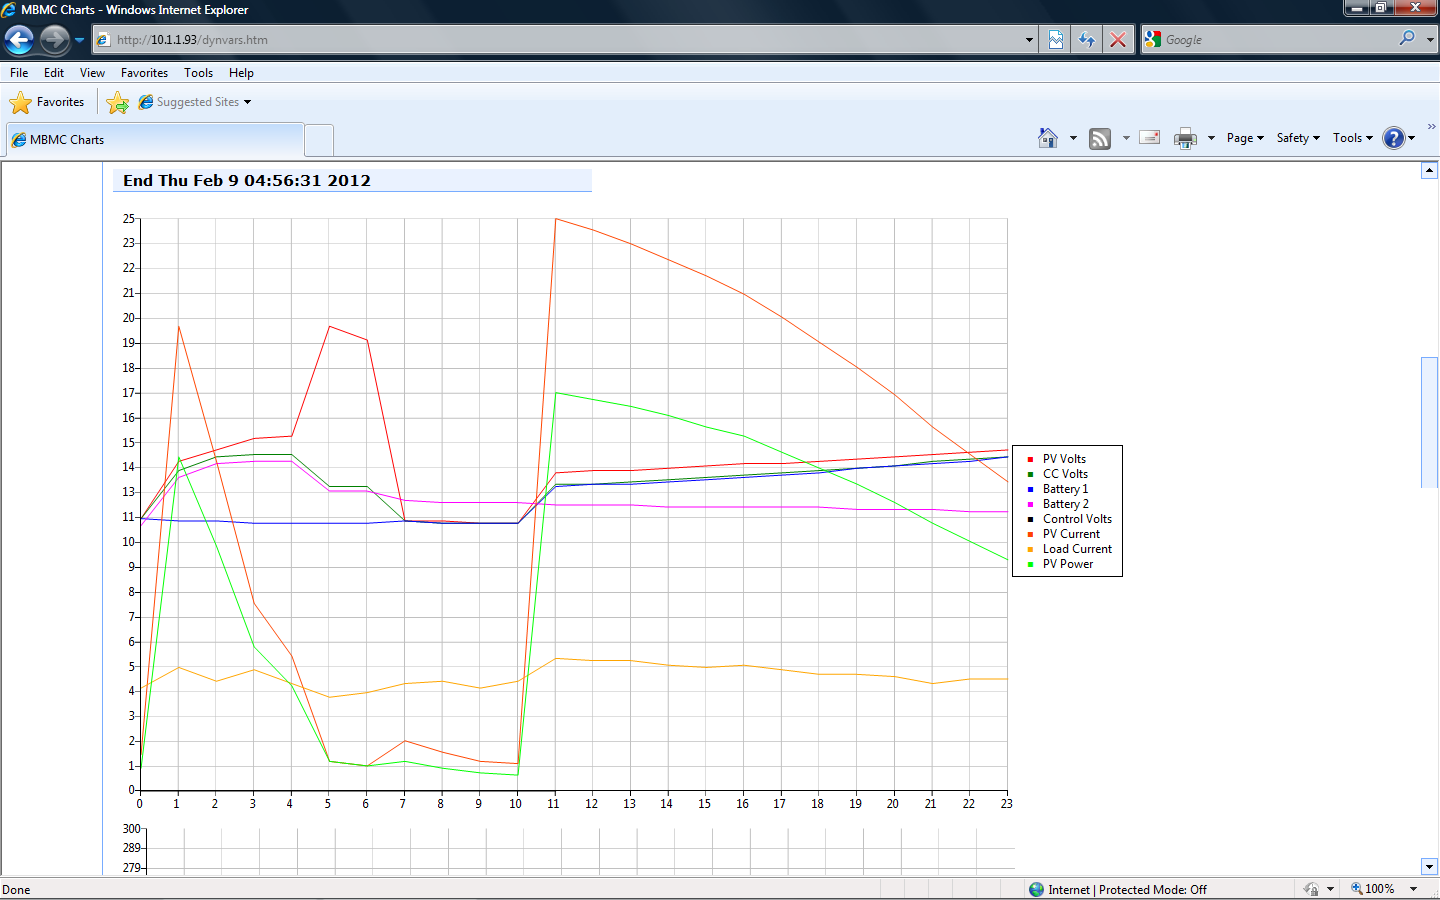 MBMC Charts - Windows Internet Explorer
http://10.1.1.93/dynvars.htm
Google
File Edit View Favorites Tools Help
Favorites Suggested Sites
MBMC Charts
Page Safety Tools
End Thu Feb 9 04:56:31 2012
25
23
22
21
20
19
18
17
16
15
14
13
11
10
9
8
7
6
5
4
3
2
1
0
0 1 2 3 4 5 6 7 8 9 10 11 12 13 14 15 16 17 18 19 20 21 22 23
PV Volts
CC Volts
Battery 1
Battery 2
Control Volts
PV Current
Load Current
PV Power
300
289
279
Done
Internet | Protected Mode: Off
100%